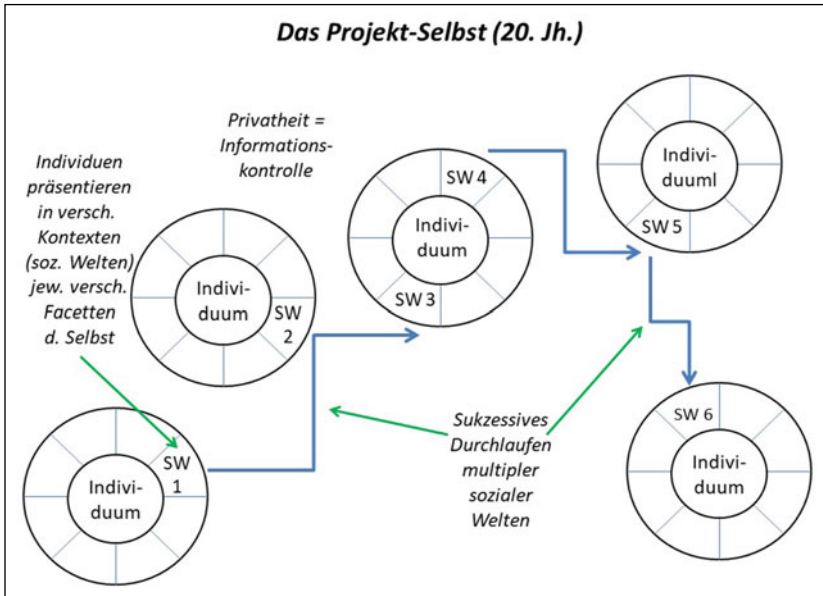 Das Projekt-Selbst (20. Jh.)
Privatheit =
Informations-
kontrolle
Individuen
präsentieren
in versch.
Kontexten
(soz. Welten)
jew. versch.
Facetten
d. Selbst
Indivi-
duum
SW
1
Indivi-
duum
SW
2
SW 4
Indivi-
duum
SW 3
Indivi-
duuml
SW 5
Sukzessives
Durchlaufen
multipler
sozialer
Welten
SW 6
Indivi-
duum